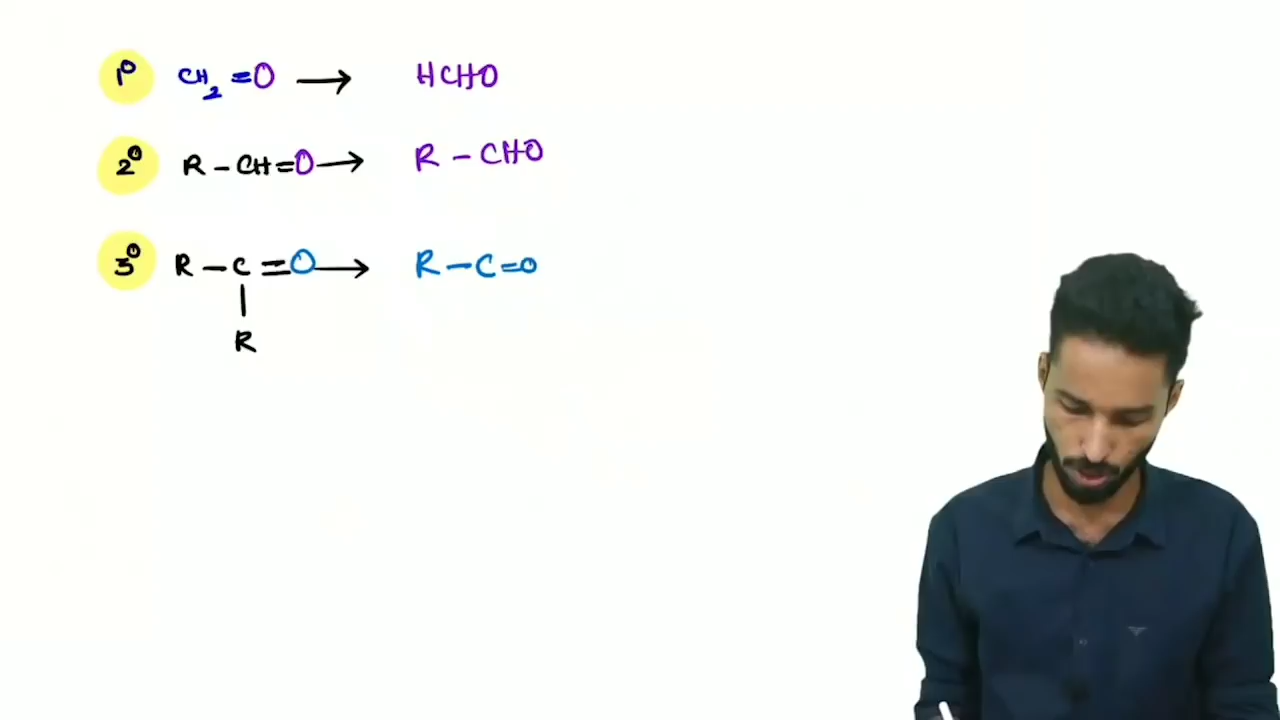 1° CH₂=O → HCHO
2° R-CH=O → R-CHO
3° R-C=O → R-C=O
R